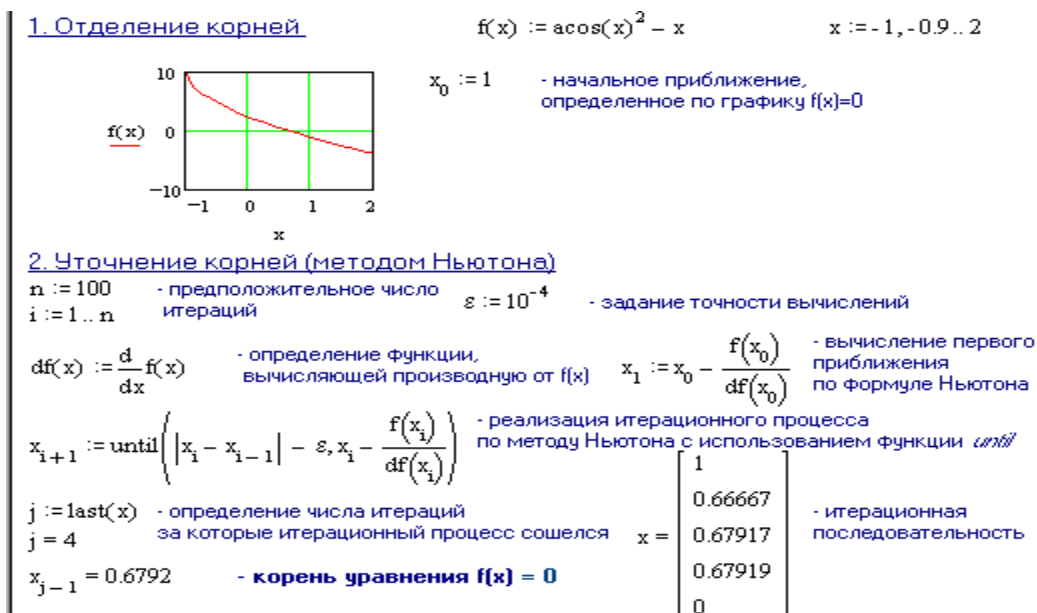 1. Отделение корней
f(x) := acos(x)² − x
x := -1, -0.9 .. 2
10
f(x) 0
−10
−1 0 1 2
x
x₀ := 1
- начальное приближение,
определенное по графику f(x)=0
2. Уточнение корней (методом Ньютона)
n := 100
i := 1 .. n
- предположительное число
итераций
ε := 10⁻⁴
- задание точности вычислений
df(x) := d/dx f(x)
- определение функции,
вычисляющей производную от f(x)
x₁ := x₀ − f(x₀)/df(x₀)
- вычисление первого
приближения
по формуле Ньютона
xᵢ₊₁ := until(|xᵢ − xᵢ₋₁| − ε, xᵢ − f(xᵢ)/df(xᵢ))
- реализация итерационного процесса
по методу Ньютона с использованием функции until
j := last(x)
j = 4
- определение числа итераций
за которые итерационный процесс сошелся
x =
1
0.66667
0.67917
0.67919
0
- итерационная
последовательность
xⱼ₋₁ = 0.6792
- корень уравнения f(x) = 0